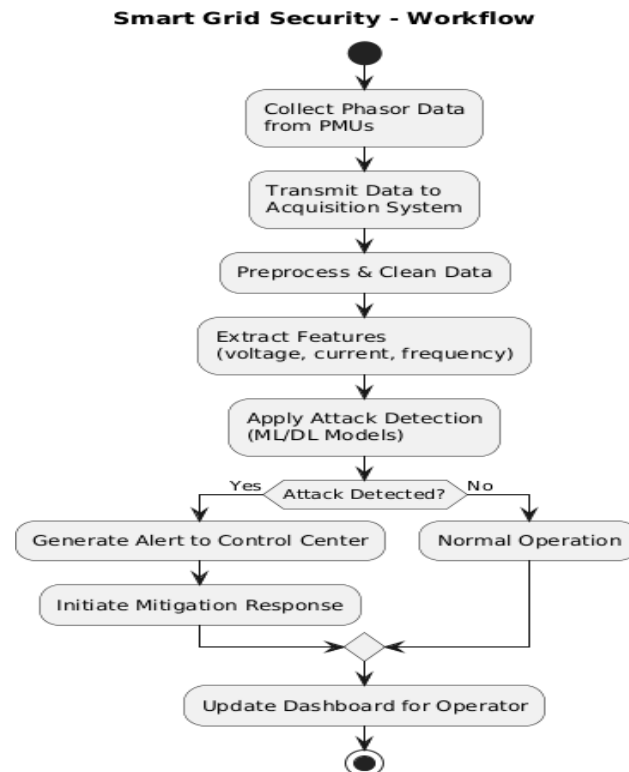 Smart Grid Security - Workflow
Collect Phasor Data
from PMUs
Transmit Data to
Acquisition System
Preprocess & Clean Data
Extract Features
(voltage, current, frequency)
Apply Attack Detection
(ML/DL Models)
Yes
Attack Detected?
No
Generate Alert to Control Center
Normal Operation
Initiate Mitigation Response
Update Dashboard for Operator